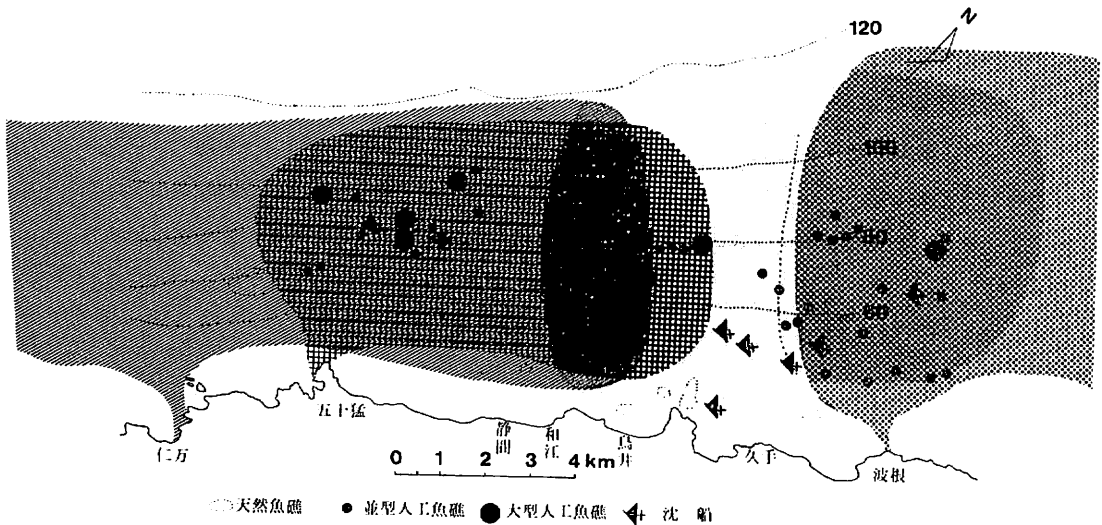 N
120
100
80
60
五十猛
仁万
静間
和江
鳥井
久手
波根
0 1 2 3 4 km
天然魚礁 並型人工魚礁 大型人工魚礁 沈船